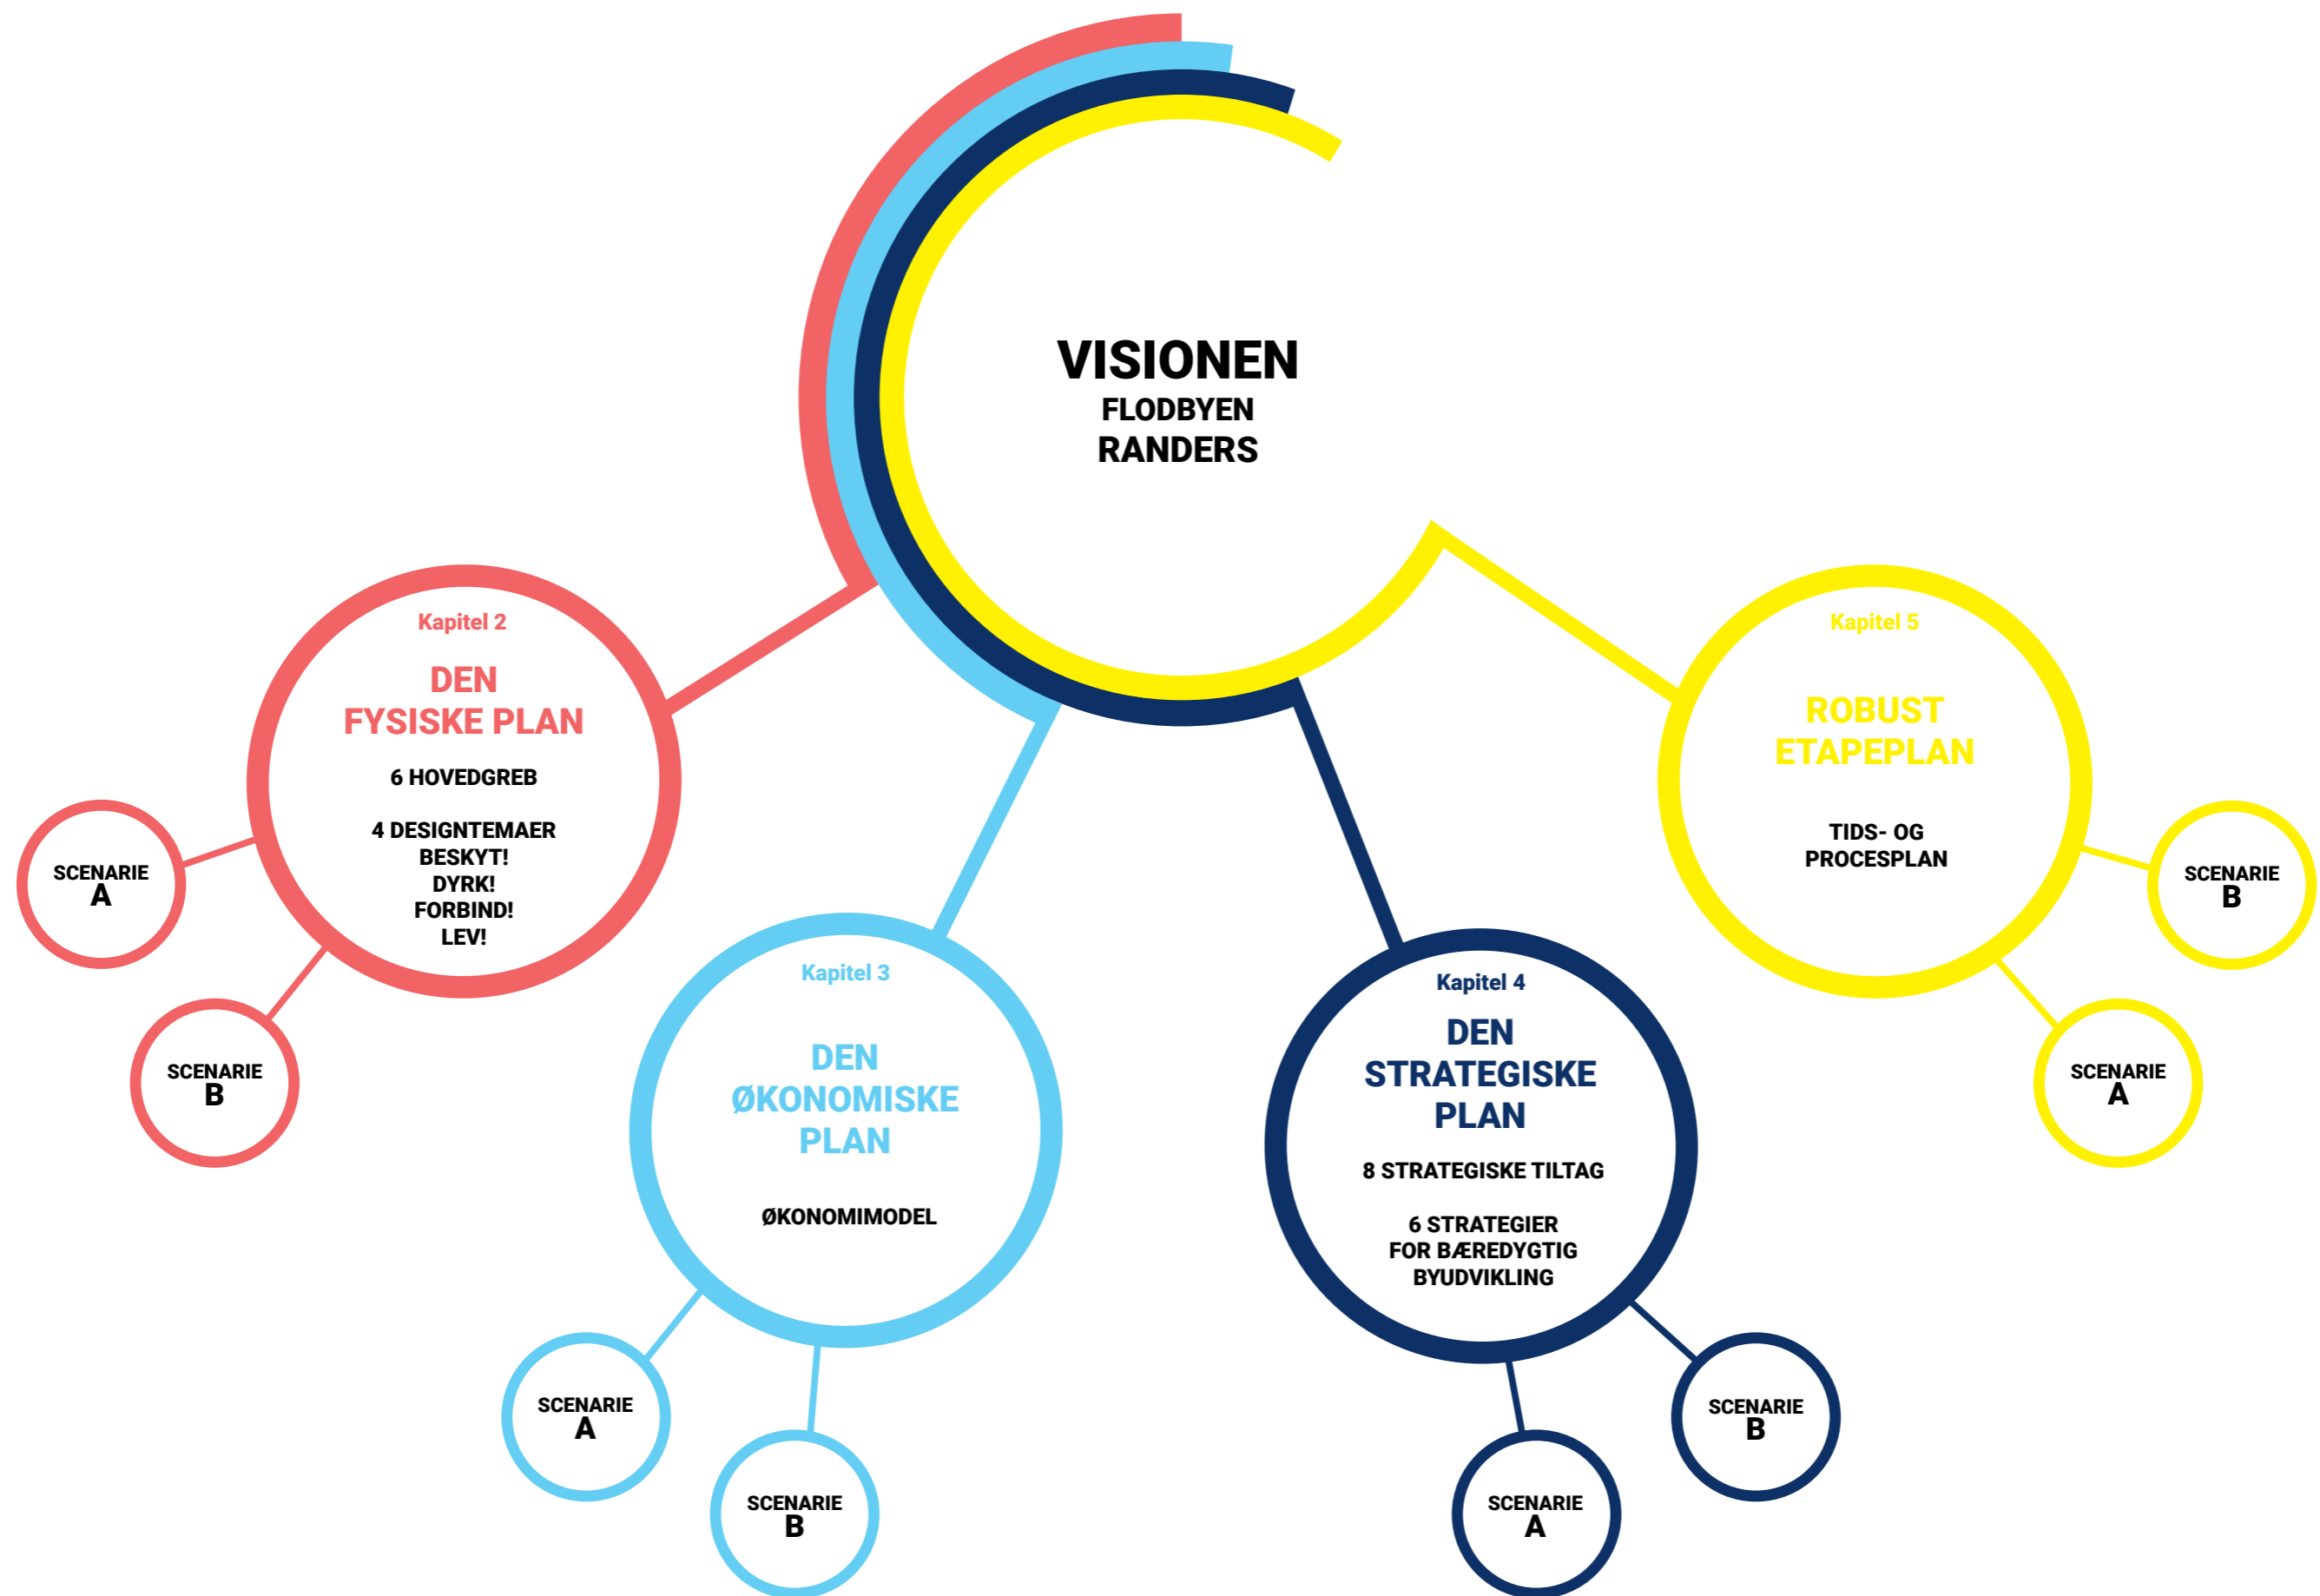 VISIONEN
FLODBYEN
RANDERS
Kapitel 2
DEN
FYSISKE PLAN
6 HOVEDGREB
4 DESIGNTEMAER
BESKYT!
DYRK!
FORBIND!
LEV!
SCENARIE
A
SCENARIE
B
Kapitel 3
DEN
ØKONOMISKE
PLAN
ØKONOMIMODEL
SCENARIE
A
SCENARIE
B
Kapitel 4
DEN
STRATEGISKE
PLAN
8 STRATEGISKE TILTAG
6 STRATEGIER
FOR BÆREDYGTIG
BYUDVIKLING
SCENARIE
A
SCENARIE
B
Kapitel 5
ROBUST
ETAPEPLAN
TIDS- OG
PROCESPLAN
SCENARIE
B
SCENARIE
A